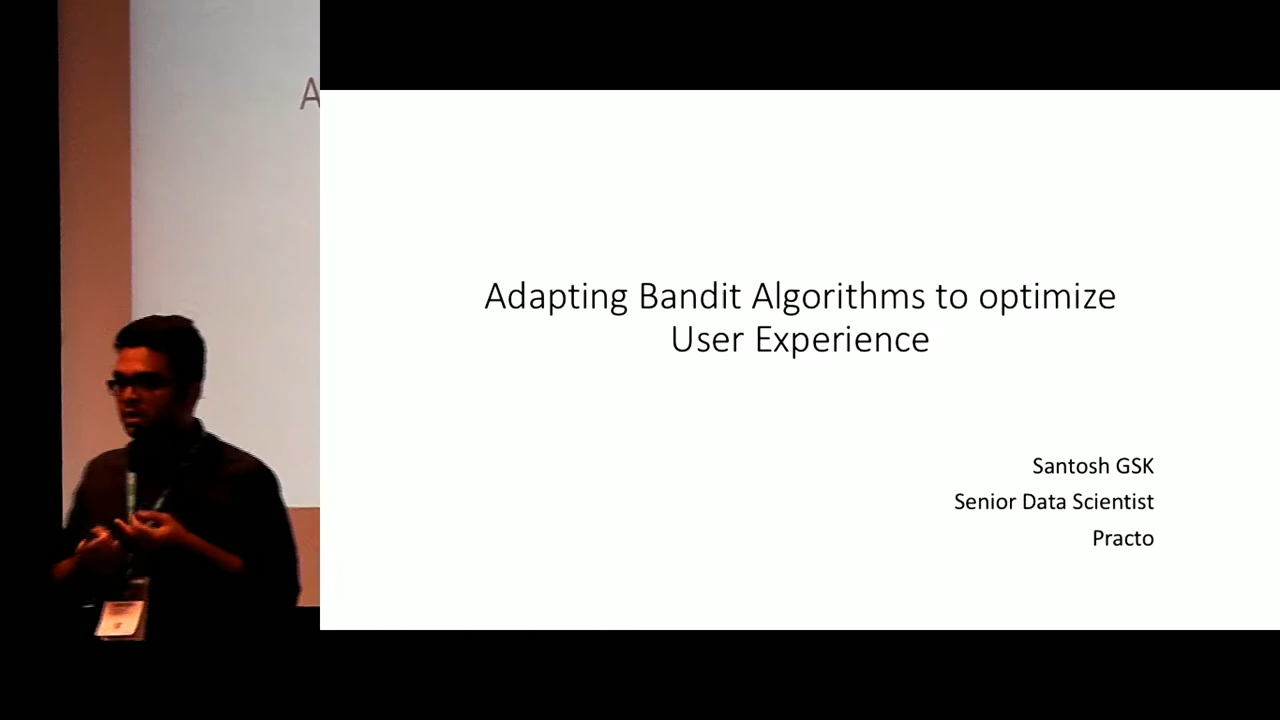 A
Adapting Bandit Algorithms to optimize
User Experience
Santosh GSK
Senior Data Scientist
Practo